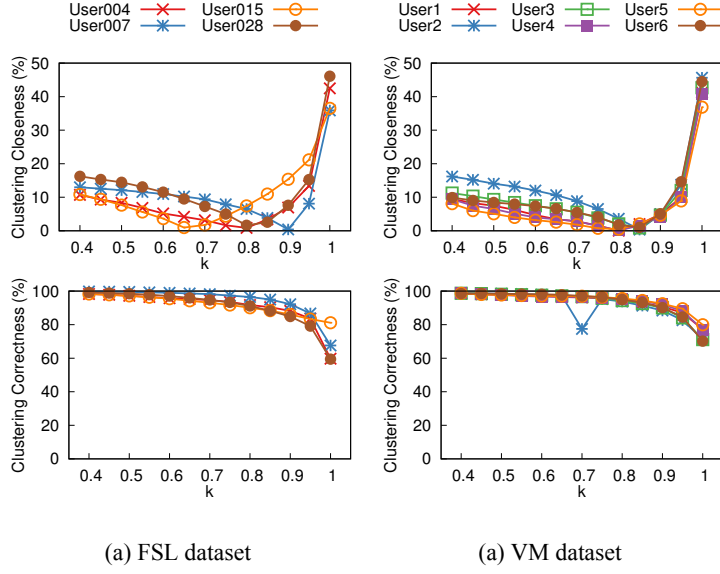 User004 User015
User007 User028
Clustering Closeness (%)
50
40
30
20
10
0
0.4 0.5 0.6 0.7 0.8 0.9 1
k
Clustering Correctness (%)
100
80
60
40
20
0
0.4 0.5 0.6 0.7 0.8 0.9 1
k
(a) FSL dataset
User1 User3 User5
User2 User4 User6
Clustering Closeness (%)
50
40
30
20
10
0
0.4 0.5 0.6 0.7 0.8 0.9 1
k
Clustering Correctness (%)
100
80
60
40
20
0
0.4 0.5 0.6 0.7 0.8 0.9 1
k
(a) VM dataset